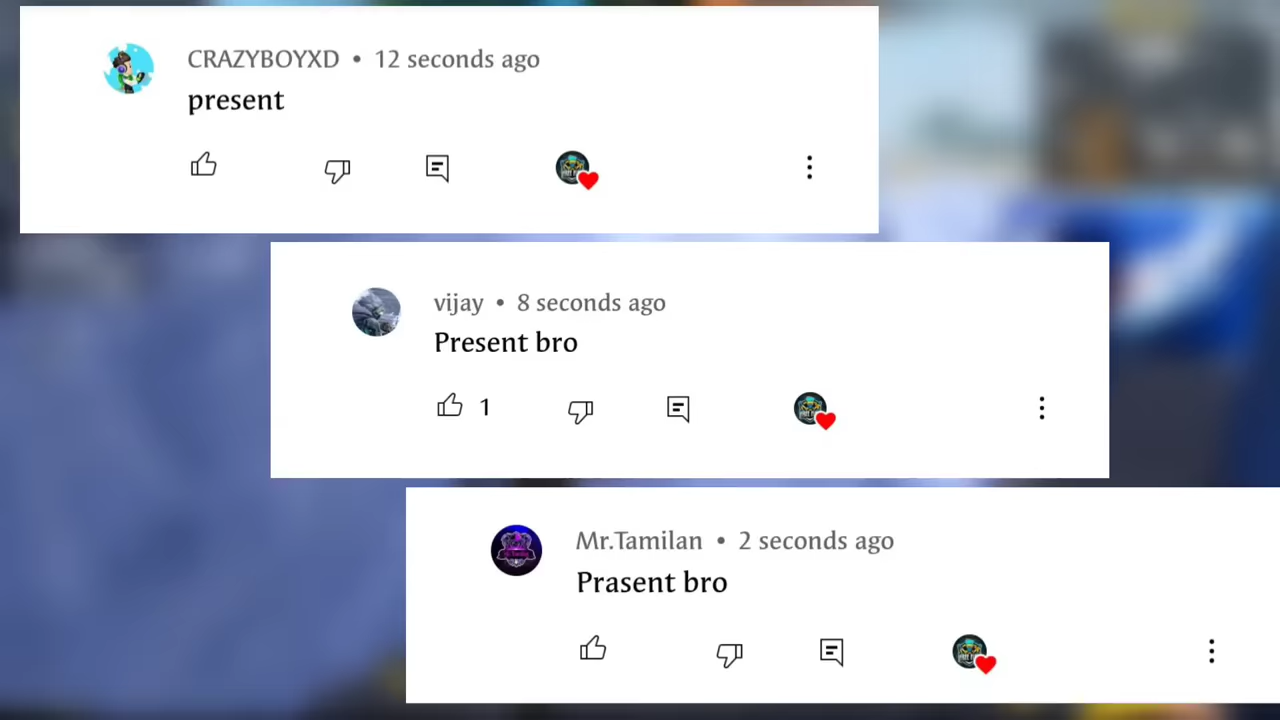 CRAZYBOYXD • 12 seconds ago
present
vijay • 8 seconds ago
Present bro
1
Mr.Tamilan • 2 seconds ago
Prasent bro